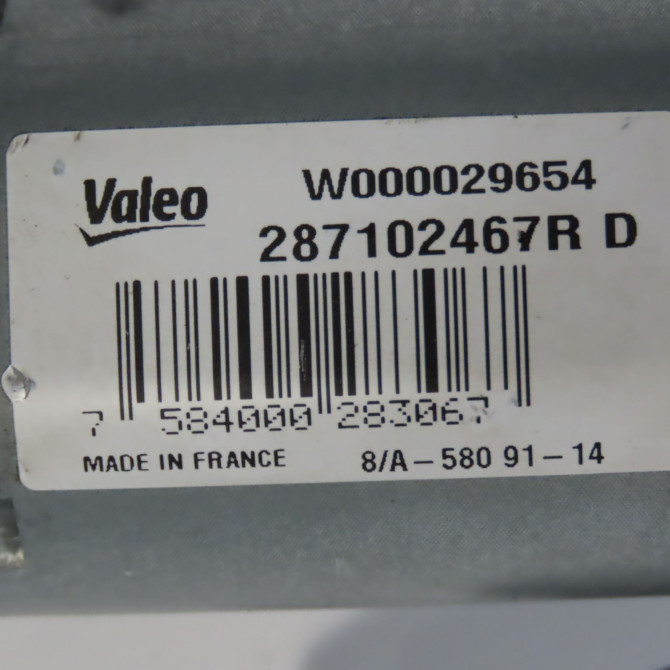 Valeo
W000029654
287102467R D
7 584000 283067
MADE IN FRANCE
8/A-580 91-14